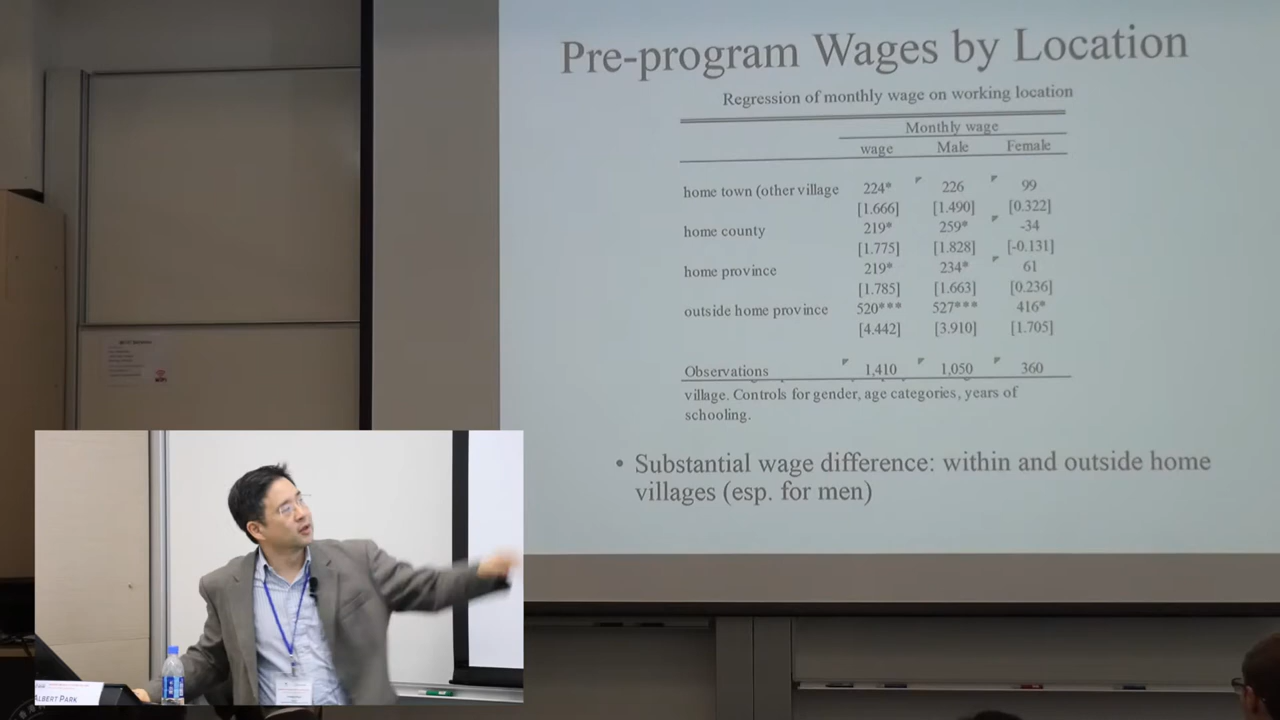 Pre-program Wages by Location
Regression of monthly wage on working location
Monthly wage
wage Male Female
home town (other village 224* 226 99
[1.666] [1.490] [0.322]
home county 219* 259* -34
[1.775] [1.828] [-0.131]
home province 219* 234* 61
[1.785] [1.663] [0.236]
outside home province 520*** 527*** 416*
[4.442] [3.910] [1.705]
Observations 1,410 1,050 360
village. Controls for gender, age categories, years of
schooling.
• Substantial wage difference: within and outside home
villages (esp. for men)
ALBERT PARK